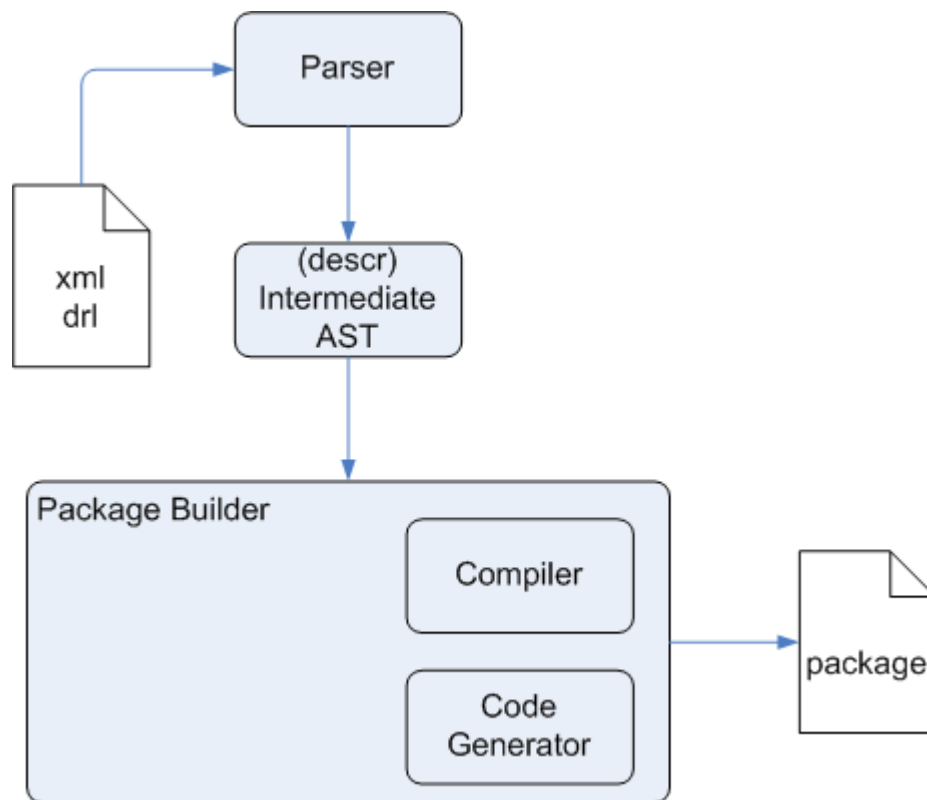 Parser
xml
drl
(descr)
Intermediate
AST
Package Builder
Compiler
Code
Generator
package